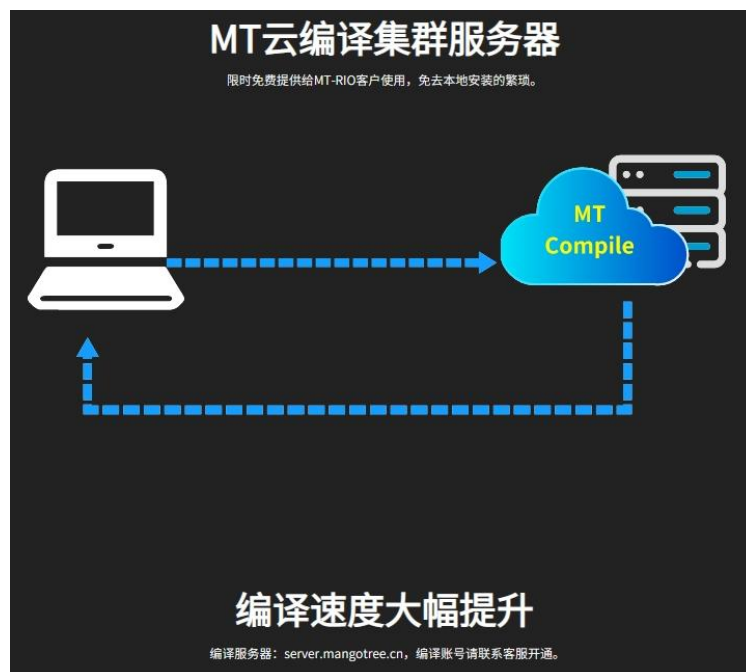 MT云编译集群服务器
限时免费提供给MT-RIO客户使用，免去本地安装的繁琐。
MT
Compile
编译速度大幅提升
编译服务器：server.mangotree.cn，编译账号请联系客服开通。